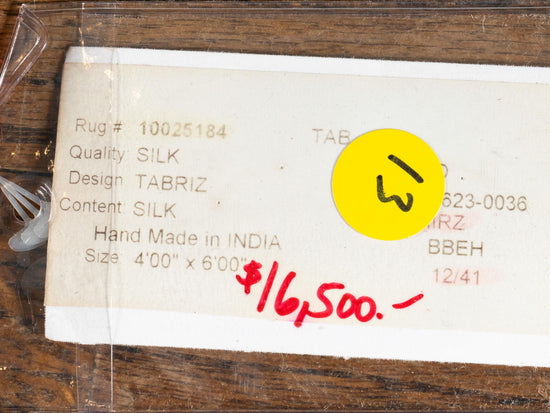 Rug # 10025184
Quality SILK
Design TABRIZ
Content SILK
Hand Made in INDIA
Size 4'00" x 6'00"
$16,500.-
TAB
13
623-0036
IRZ
BBEH
12/41